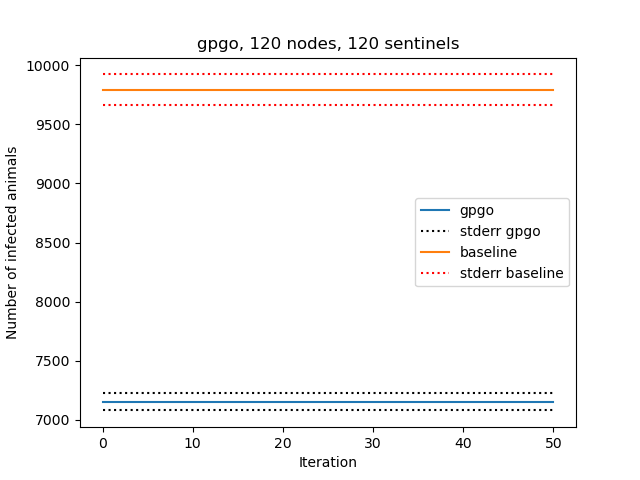 gpgo, 120 nodes, 120 sentinels
Number of infected animals
10000
9500
9000
8500
8000
7500
7000
gpgo
stderr gpgo
baseline
stderr baseline
0 10 20 30 40 50
Iteration